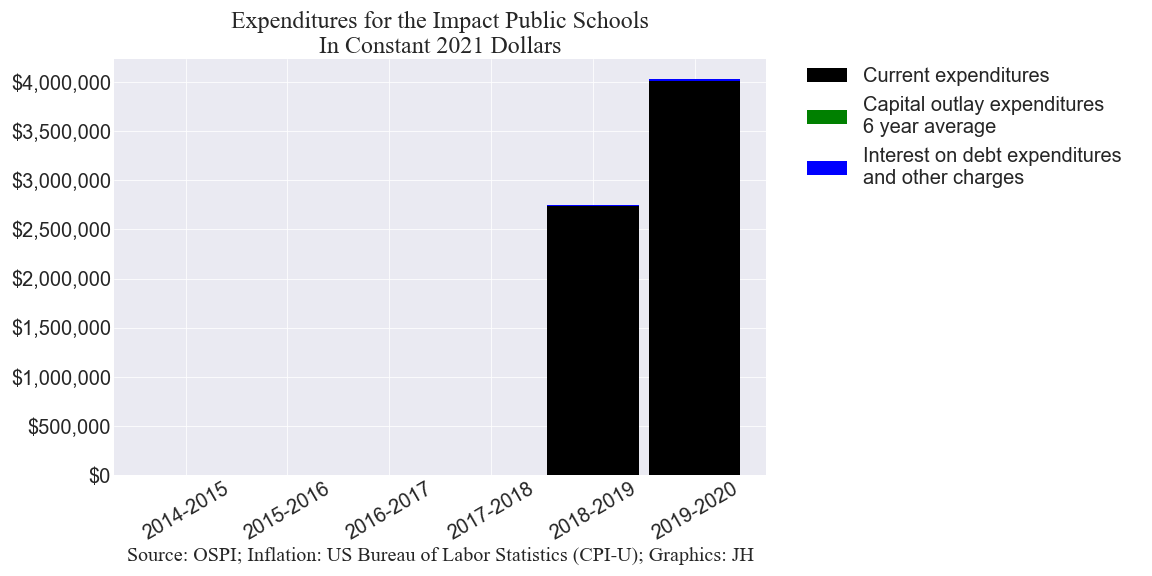 Expenditures for the Impact Public Schools
In Constant 2021 Dollars
$4,000,000
$3,500,000
$3,000,000
$2,500,000
$2,000,000
$1,500,000
$1,000,000
$500,000
$0
2014-2015
2015-2016
2016-2017
2017-2018
2018-2019
2019-2020
Current expenditures
Capital outlay expenditures
6 year average
Interest on debt expenditures
and other charges
Source: OSPI; Inflation: US Bureau of Labor Statistics (CPI-U); Graphics: JH